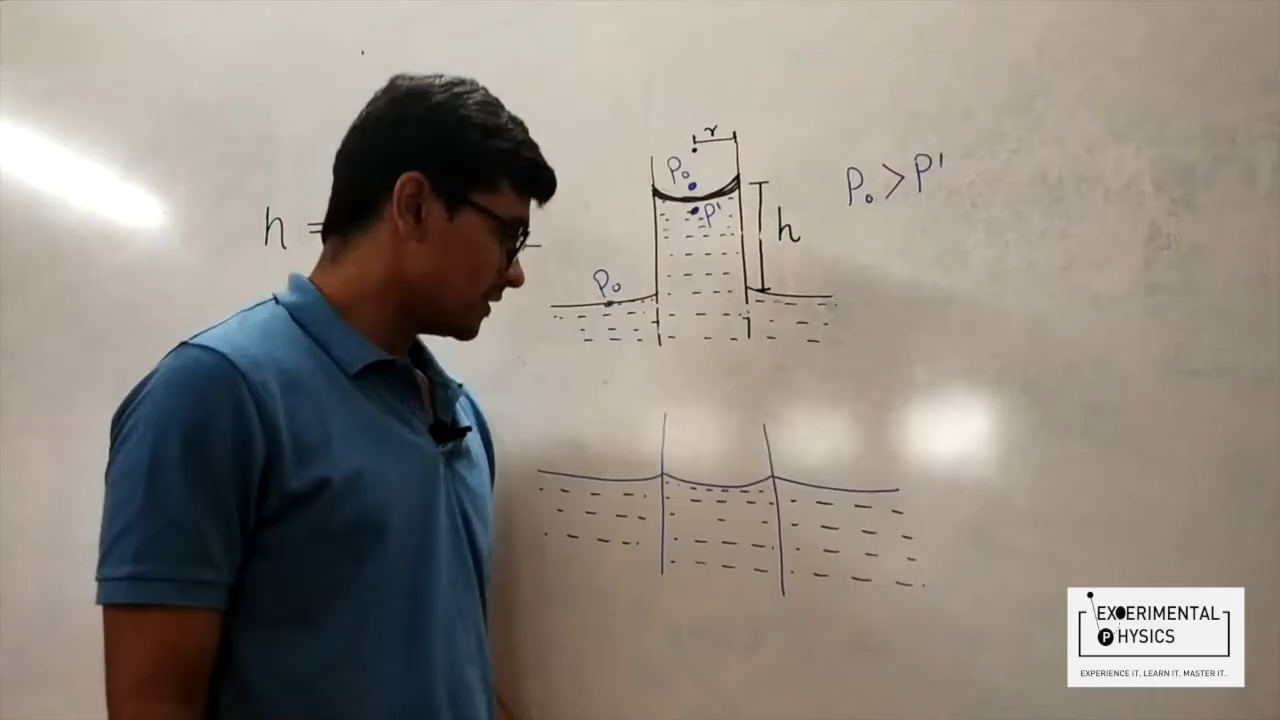 r
P₀
P₀ > P'
P'
h =
h
P₀
EXPERIMENTAL
PHYSICS
EXPERIENCE IT. LEARN IT. MASTER IT.